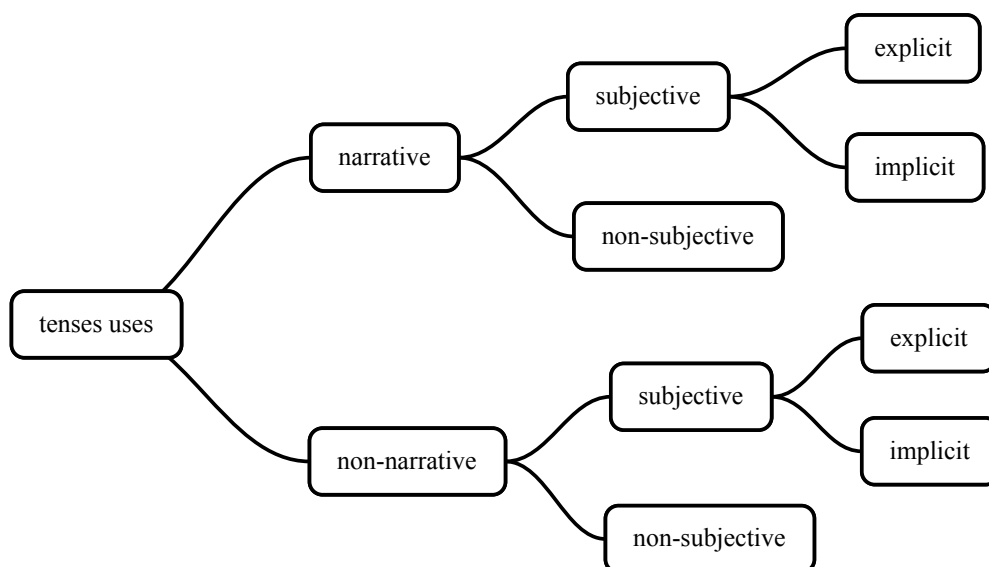 explicit
subjective
narrative
implicit
non-subjective
tenses uses
explicit
subjective
non-narrative
implicit
non-subjective